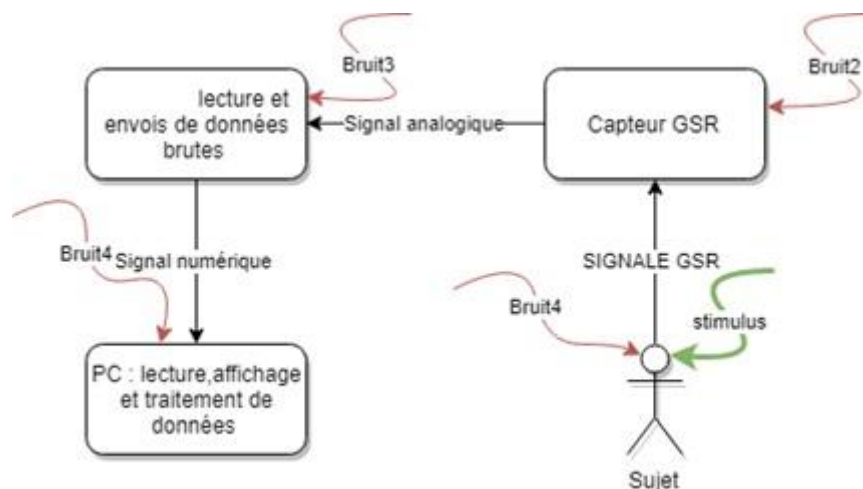 Bruit3
Bruit2
lecture et
envois de données
brutes
Signal analogique
Capteur GSR
Bruit4
Signal numérique
SIGNALE GSR
Bruit4
stimulus
PC : lecture,affichage
et traitement de
données
Sujet